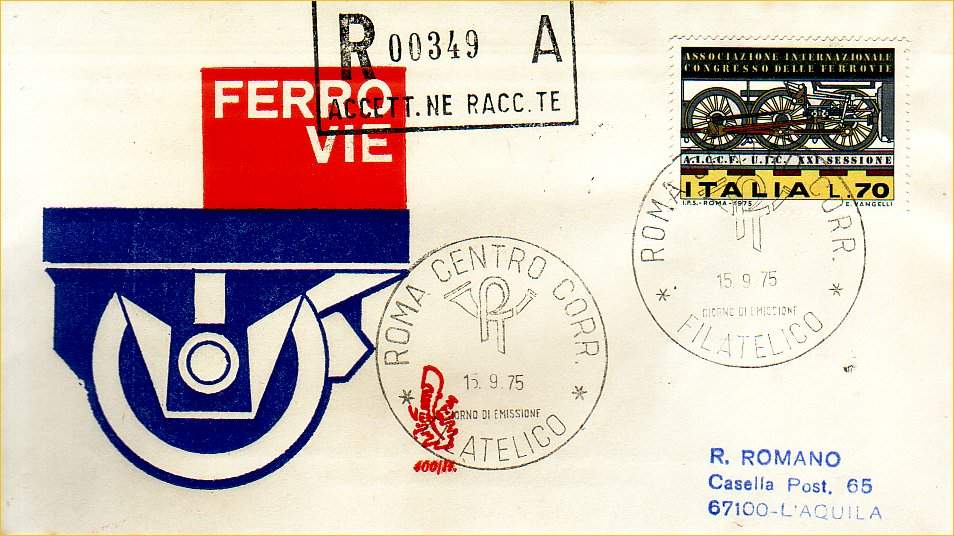 R 00349 A
ACCETT.NE RACC.TE
FERRO
VIE
ASSOCIAZIONE INTERNAZIONALE
CONGRESSO DELLE FERROVIE
A.I.C.C.F. - U.I.C. XXI SESSIONE
ITALIA L.70
I.P.S.-ROMA-1975 E. VANGELLI
ROMA CENTRO CORR.
15.9.75
GIORNO DI EMISSIONE
FILATELICO
ROMA CORR.
15.9.75
GIORNO DI EMISSIONE
FILATELICO
400/It.
R. ROMANO
Casella Post. 65
67100-L'AQUILA